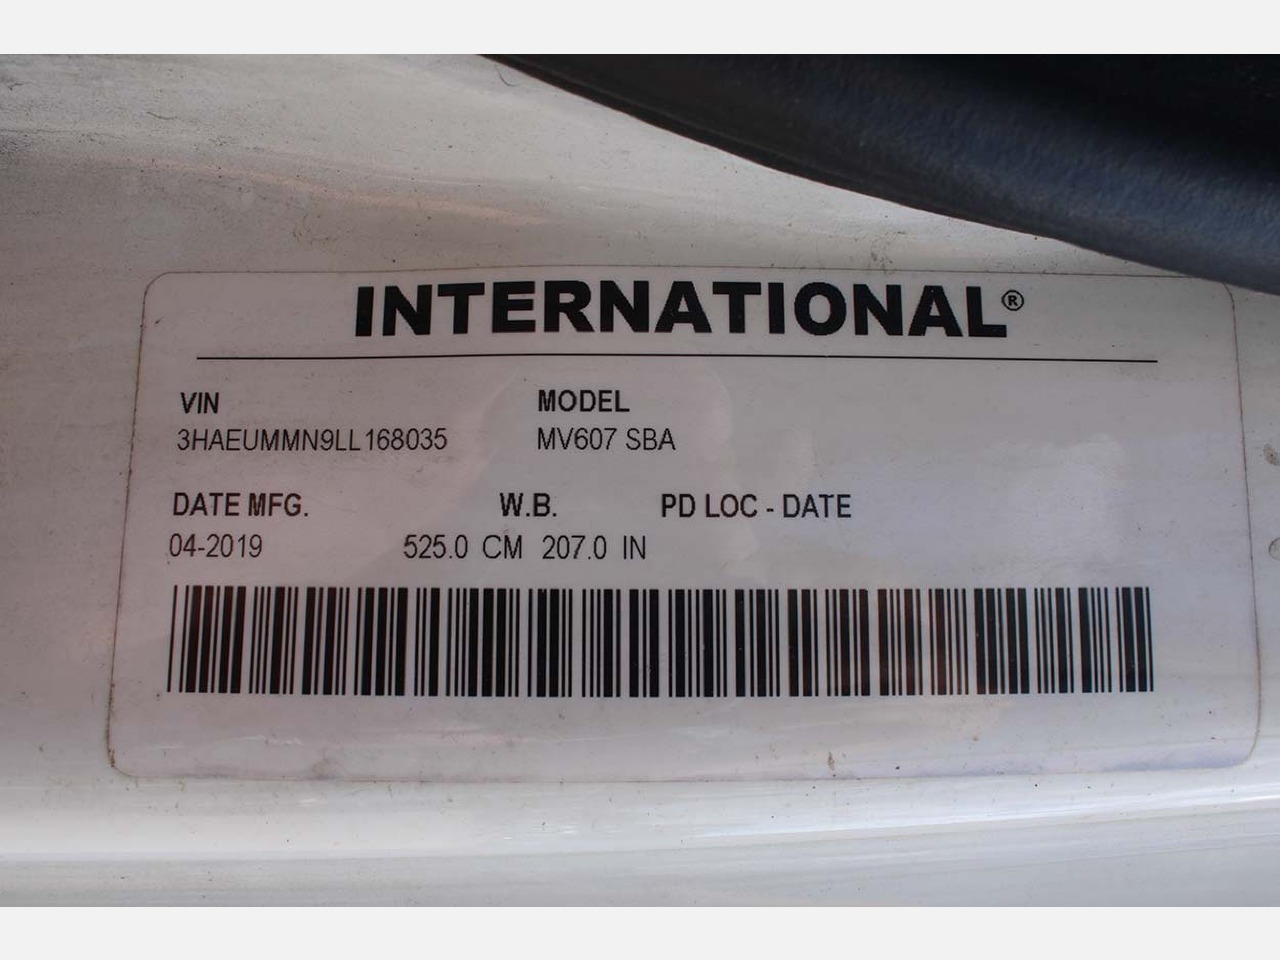 INTERNATIONAL®
VIN MODEL
3HAEUMMN9LL168035 MV607 SBA
DATE MFG. W.B. PD LOC - DATE
04-2019 525.0 CM 207.0 IN